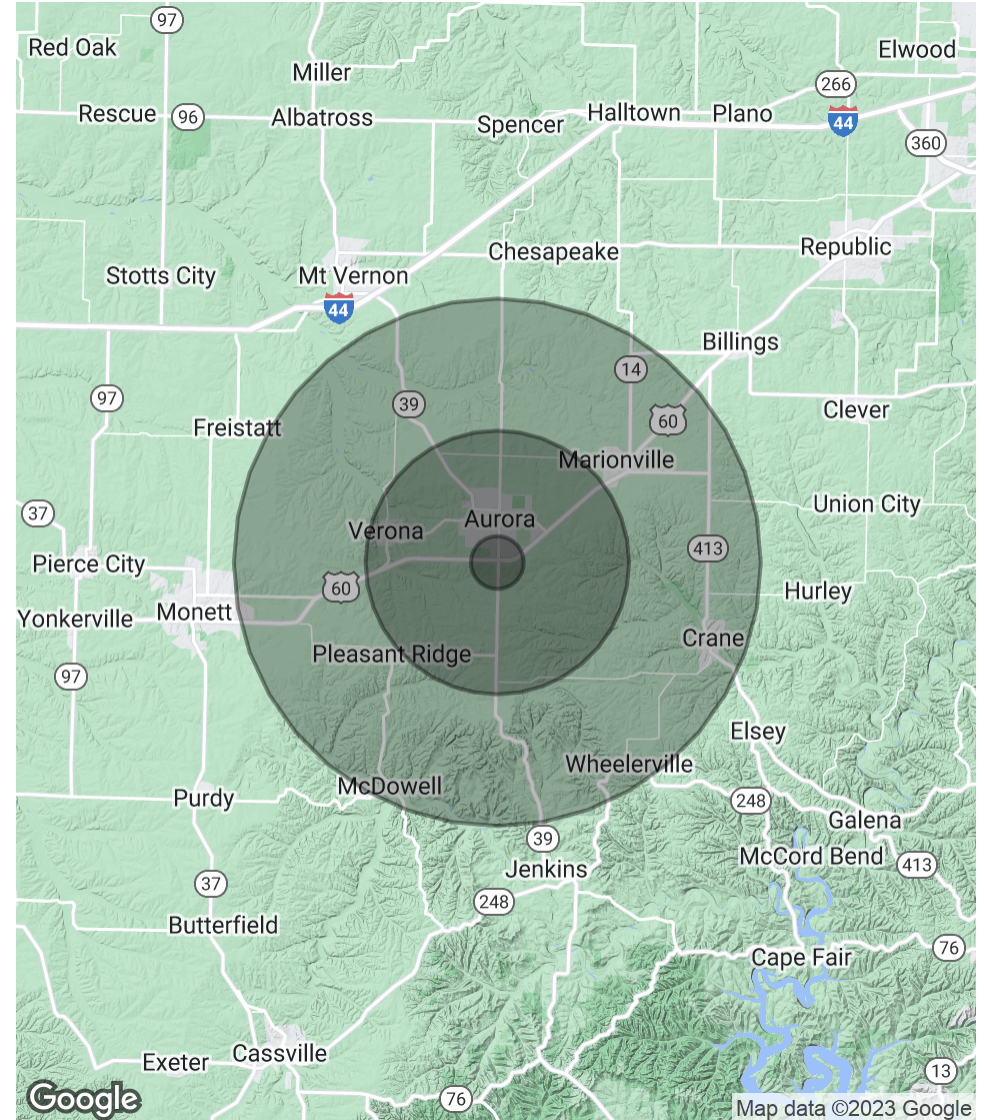 97
Red Oak
Elwood
Miller
266
Rescue
96
Albatross
Spencer
Halltown
Plano
44
360
Republic
Chesapeake
Stotts City
Mt Vernon
44
Billings
14
97
39
Clever
60
Freistatt
Marionville
Union City
37
Aurora
Verona
413
Pierce City
60
Hurley
Monett
Yonkerville
Crane
Pleasant Ridge
97
Elsey
Wheelerville
McDowell
Purdy
248
Galena
39
McCord Bend
413
Jenkins
37
248
Butterfield
76
Cape Fair
Cassville
Exeter
13
Google
76
Map data ©2023 Google